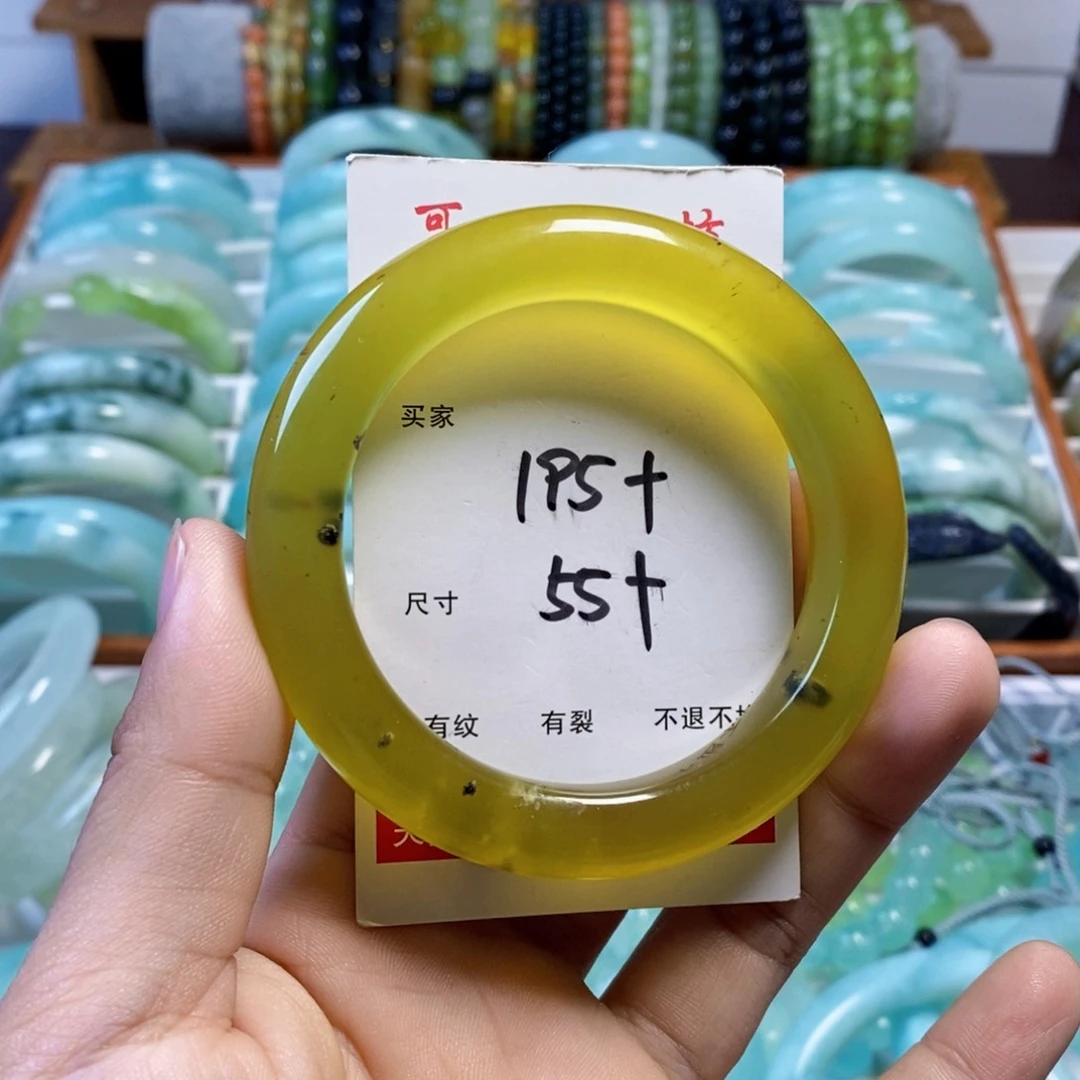 可
买家
195+
尺寸 55+
有纹 有裂 不退不